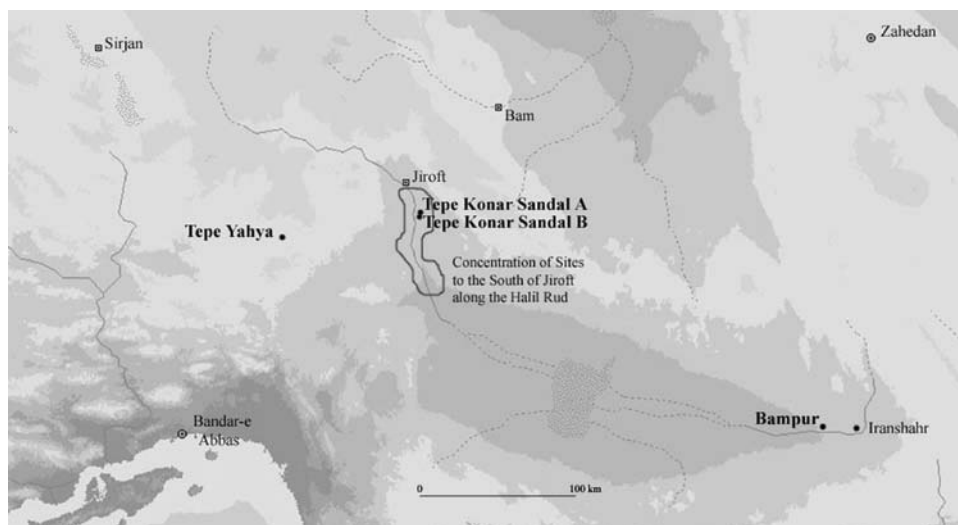 Sirjan
Zahedan
Bam
Jiroft
Tepe Konar Sandal A
Tepe Konar Sandal B
Tepe Yahya
Concentration of Sites
to the South of Jiroft
along the Halil Rud
Bandar-e
'Abbas
Bampur
Iranshahr
0 100 km